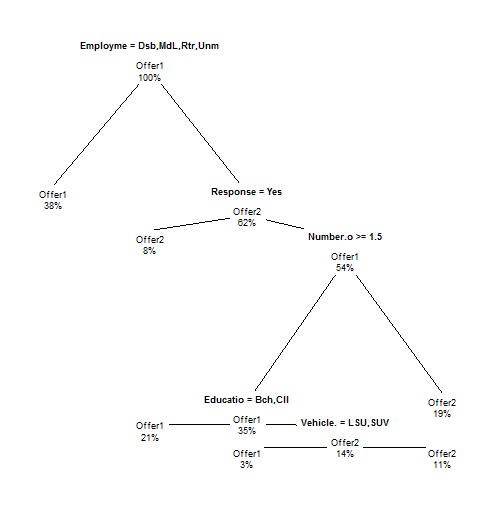 Employme = Dsb,MdL,Rtr,Unm
Offer1
100%
Offer1
38%
Response = Yes
Offer2
62%
Offer2
8%
Number.o >= 1.5
Offer1
54%
Educatio = Bch,Cll
Offer1
35%
Offer2
19%
Offer1
21%
Vehicle. = LSU,SUV
Offer2
14%
Offer1
3%
Offer2
11%